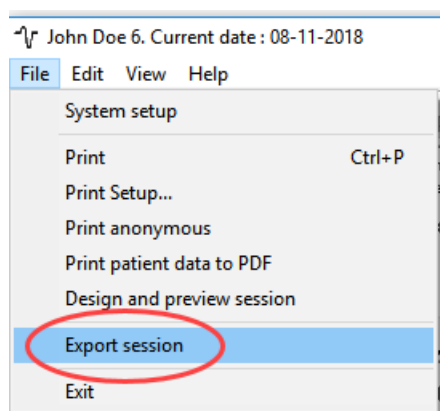 John Doe 6. Current date : 08-11-2018
File Edit View Help
System setup
Print Ctrl+P
Print Setup...
Print anonymous
Print patient data to PDF
Design and preview session
Export session
Exit